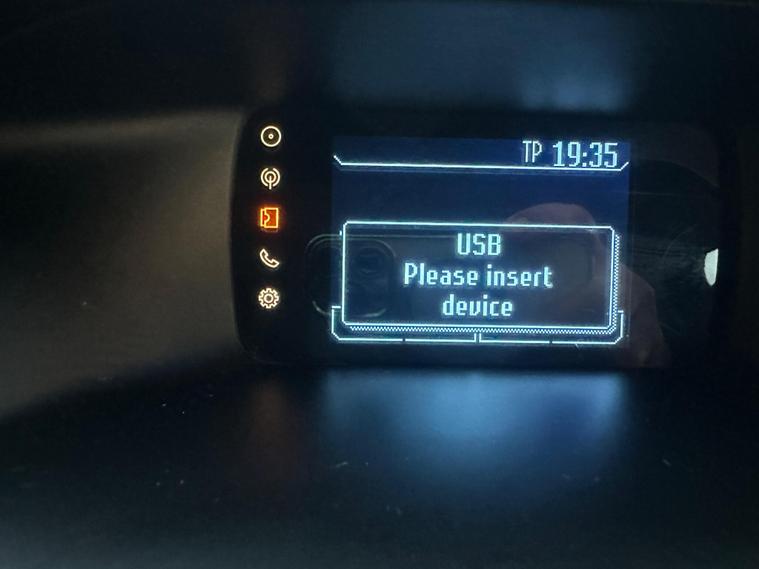 TP 19:35
USB
Please insert
device